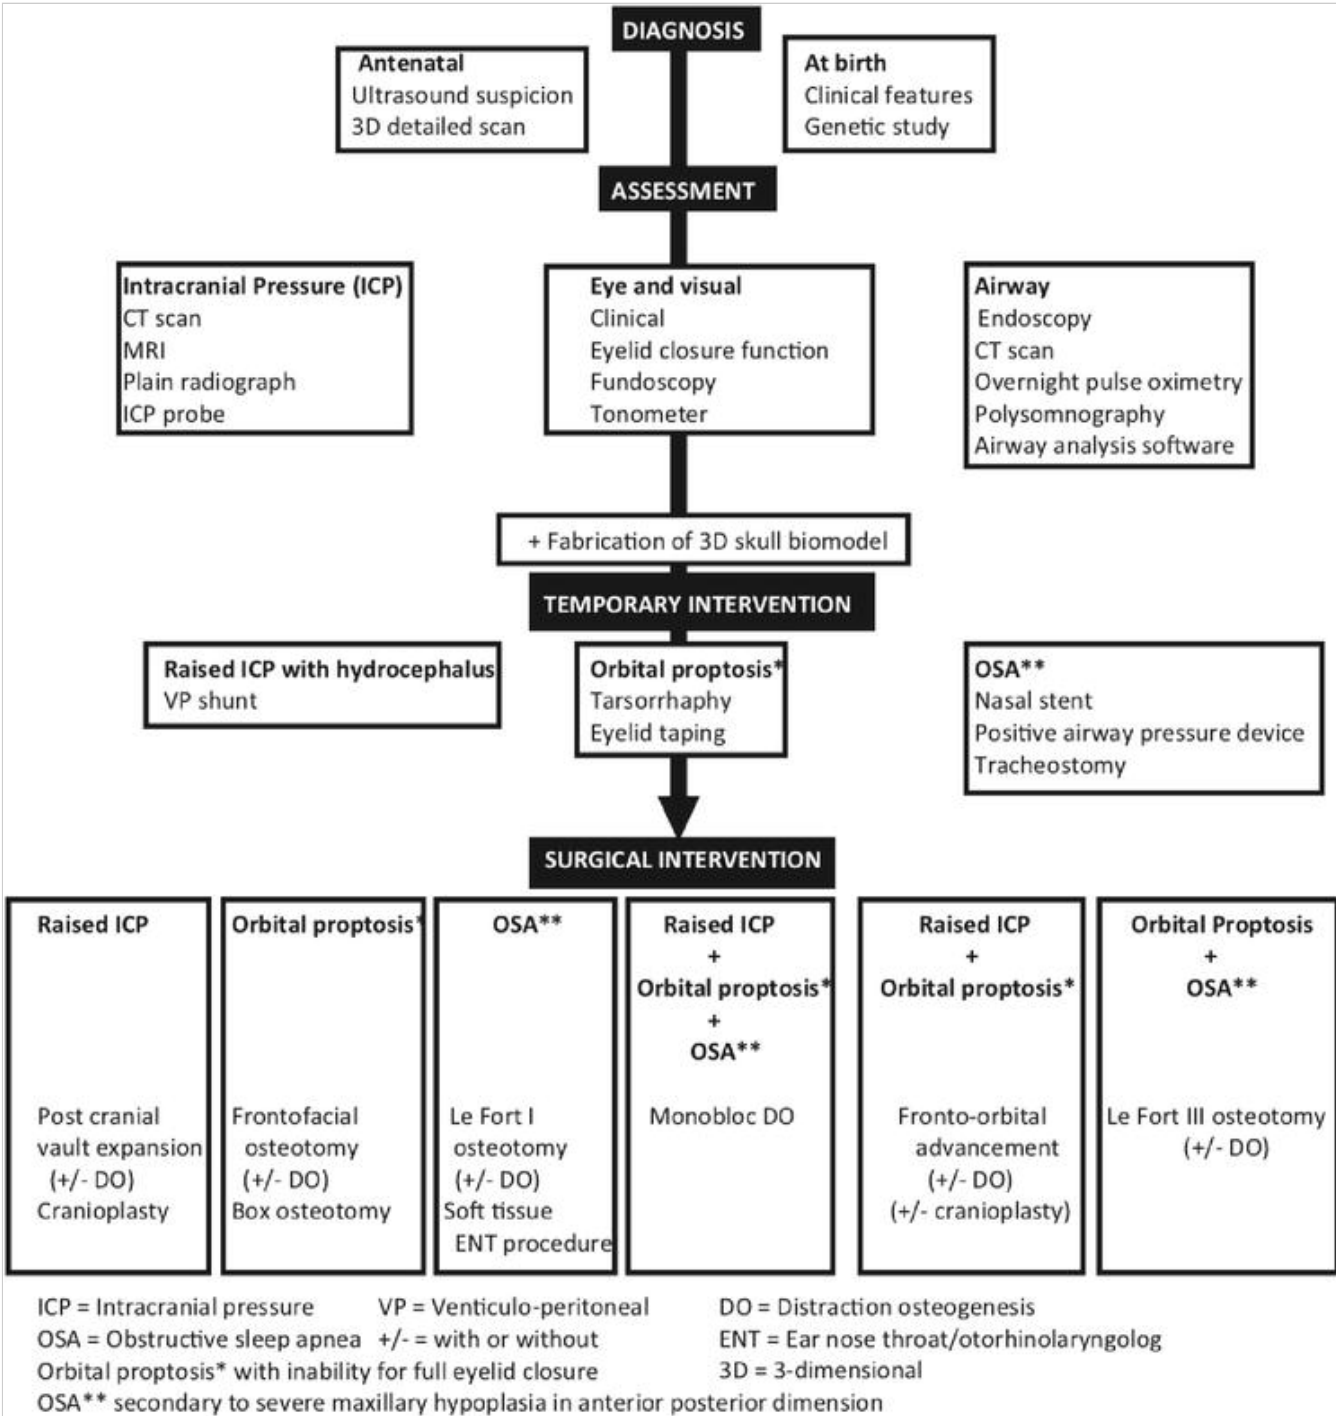 DIAGNOSIS
Antenatal
Ultrasound suspicion
3D detailed scan
At birth
Clinical features
Genetic study
ASSESSMENT
Intracranial Pressure (ICP)
CT scan
MRI
Plain radiograph
ICP probe
Eye and visual
Clinical
Eyelid closure function
Fundoscopy
Tonometer
Airway
Endoscopy
CT scan
Overnight pulse oximetry
Polysomnography
Airway analysis software
+ Fabrication of 3D skull biomodel
TEMPORARY INTERVENTION
Raised ICP with hydrocephalus
VP shunt
Orbital proptosis*
Tarsorrhaphy
Eyelid taping
OSA**
Nasal stent
Positive airway pressure device
Tracheostomy
SURGICAL INTERVENTION
Raised ICP
Post cranial
vault expansion
(+/- DO)
Cranioplasty
Orbital proptosis*
Frontofacial
osteotomy
(+/- DO)
Box osteotomy
OSA**
Le Fort I
osteotomy
(+/- DO)
Soft tissue
ENT procedure
Raised ICP
+
Orbital proptosis*
+
OSA**
Monobloc DO
Raised ICP
+
Orbital proptosis*
Fronto-orbital
advancement
(+/- DO)
(+/- cranioplasty)
Orbital Proptosis
+
OSA**
Le Fort III osteotomy
(+/- DO)
ICP = Intracranial pressure
VP = Venticulo-peritoneal
DO = Distraction osteogenesis
OSA = Obstructive sleep apnea
+/- = with or without
ENT = Ear nose throat/otorhinolaryngolog
Orbital proptosis* with inability for full eyelid closure
3D = 3-dimensional
OSA** secondary to severe maxillary hypoplasia in anterior posterior dimension